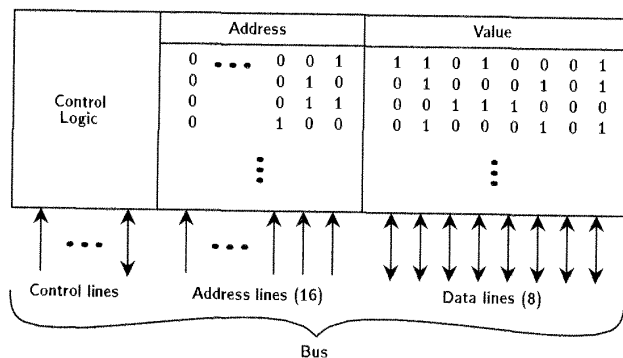 Address Value
0 ••• 0 0 1 1 1 0 1 0 0 0 1
0 0 1 0 0 1 0 0 0 1 0 1
0 0 1 1 0 0 1 1 1 0 0 0
0 1 0 0 0 1 0 0 0 1 0 1
Control
Logic
Control lines Address lines (16) Data lines (8)
Bus